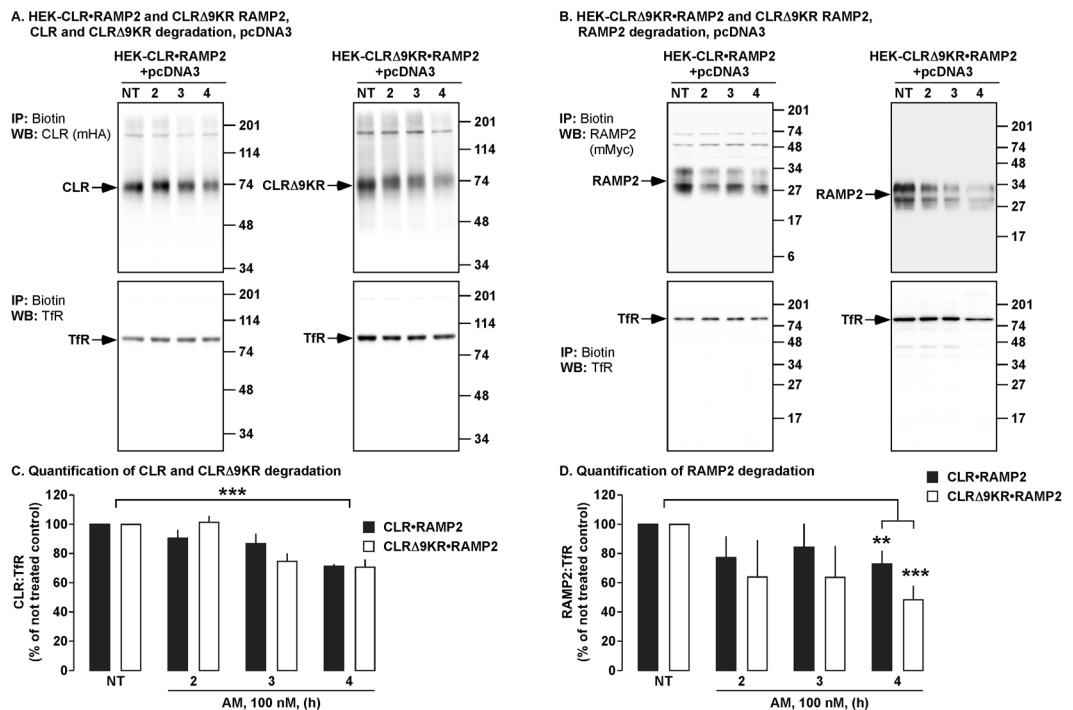 A. HEK-CLR•RAMP2 and CLRΔ9KR RAMP2,
CLR and CLRΔ9KR degradation, pcDNA3
HEK-CLR•RAMP2
+pcDNA3
NT 2 3 4
IP: Biotin
WB: CLR (mHA)
CLR
201
114
74
48
34
HEK-CLRΔ9KR•RAMP2
+pcDNA3
NT 2 3 4
CLRΔ9KR
201
114
74
48
34
IP: Biotin
WB: TfR
TfR
201
114
74
48
34
TfR
201
114
74
48
34
B. HEK-CLRΔ9KR•RAMP2 and CLRΔ9KR RAMP2,
RAMP2 degradation, pcDNA3
HEK-CLR•RAMP2
+pcDNA3
NT 2 3 4
IP: Biotin
WB: RAMP2
(mMyc)
RAMP2
201
74
48
34
27
17
6
HEK-CLRΔ9KR•RAMP2
+pcDNA3
NT 2 3 4
RAMP2
201
74
48
34
27
17
TfR
IP: Biotin
WB: TfR
201
74
48
34
27
17
TfR
201
74
48
34
27
17
C. Quantification of CLR and CLRΔ9KR degradation
CLR:TfR
(% of not treated control)
120
100
80
60
40
20
0
***
CLR•RAMP2
CLRΔ9KR•RAMP2
NT 2 3 4
AM, 100 nM, (h)
D. Quantification of RAMP2 degradation
RAMP2:TfR
(% of not treated control)
120
100
80
60
40
20
0
CLR•RAMP2
CLRΔ9KR•RAMP2
**
***
NT 2 3 4
AM, 100 nM, (h)